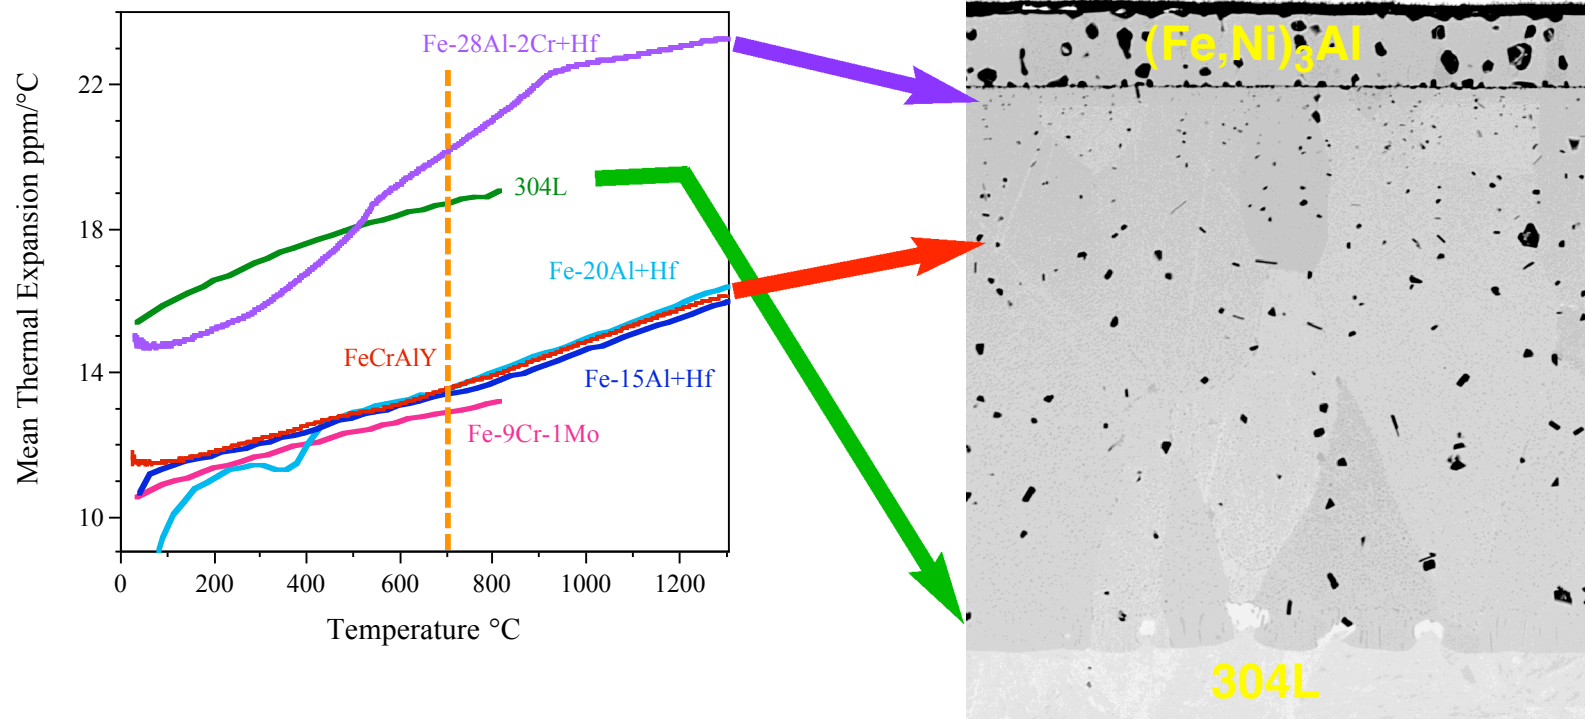 Fe-28Al-2Cr+Hf
(Fe,Ni)3Al
22
304L
18
Fe-20Al+Hf
FeCrAlY
14
Fe-15Al+Hf
Fe-9Cr-1Mo
10
Mean Thermal Expansion ppm/°C
0 200 400 600 800 1000 1200
Temperature °C
304L